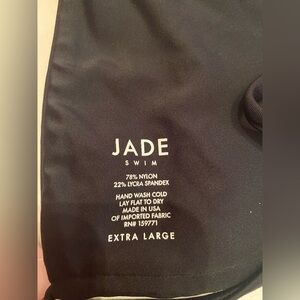 JADE
SWIM
78% NYLON
22% LYCRA SPANDEX
HAND WASH COLD
LAY FLAT TO DRY
MADE IN USA
OF IMPORTED FABRIC
RN# 159771
EXTRA LARGE